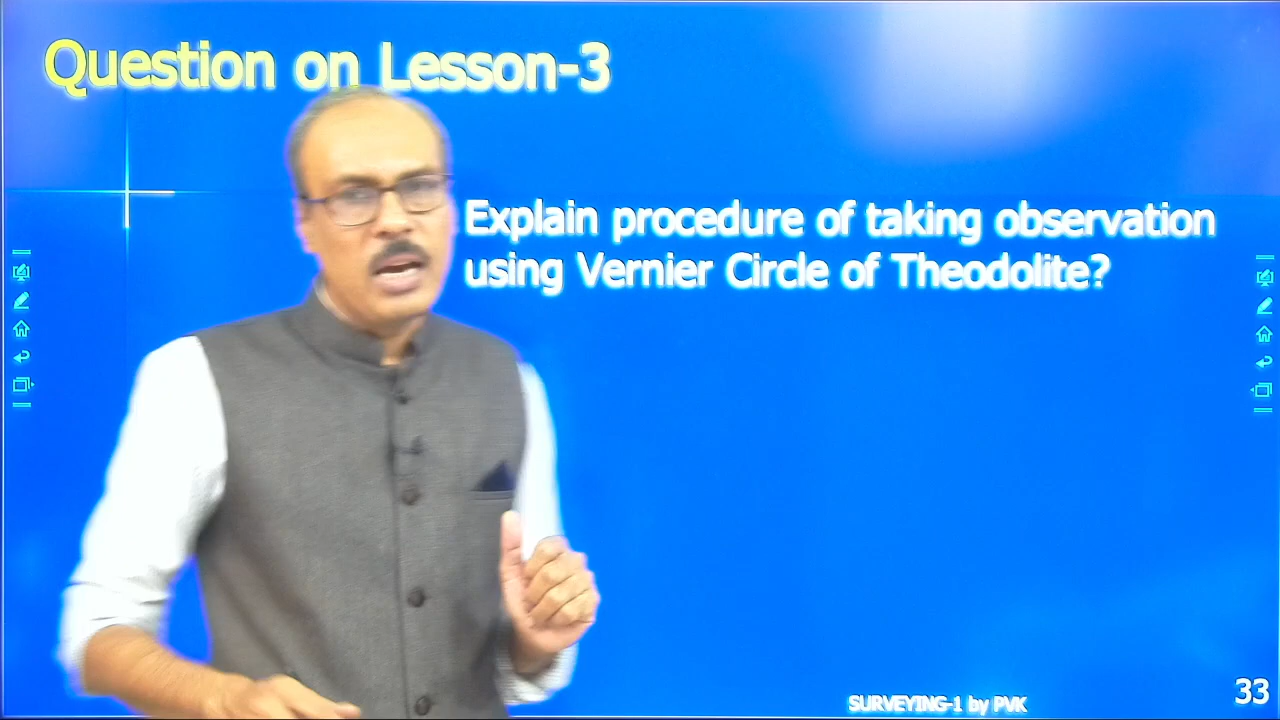 Question on Lesson-3
Explain procedure of taking observation
using Vernier Circle of Theodolite?
SURVEYING-1 by PVK
33